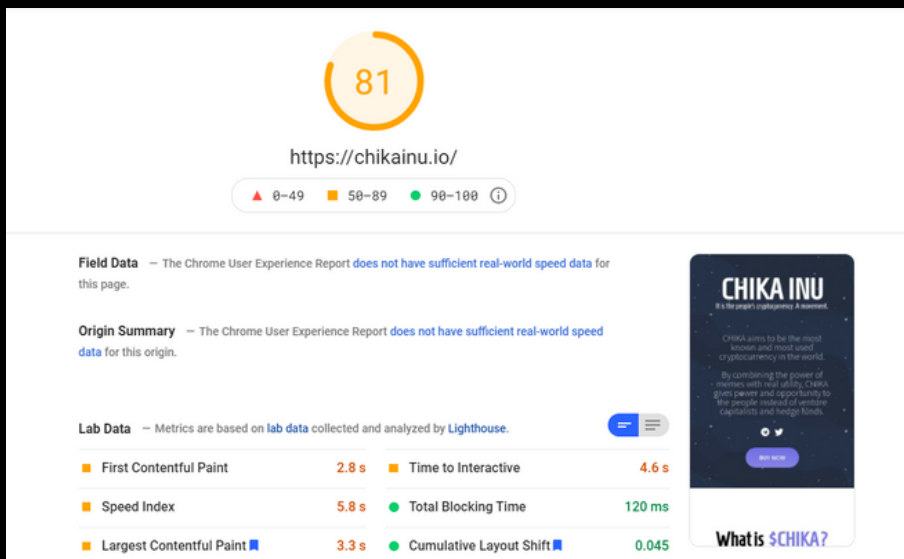 81
https://chikainu.io/
0–49 50–89 90–100
Field Data — The Chrome User Experience Report does not have sufficient real-world speed data for
this page.
Origin Summary — The Chrome User Experience Report does not have sufficient real-world speed
data for this origin.
Lab Data — Metrics are based on lab data collected and analyzed by Lighthouse.
First Contentful Paint 2.8 s
Time to Interactive 4.6 s
Speed Index 5.8 s
Total Blocking Time 120 ms
Largest Contentful Paint 3.3 s
Cumulative Layout Shift 0.045
CHIKA INU
It is the people's cryptocurrency. A movement.
CHIKA aims to be the most
known and most used
cryptocurrency in the world.
By combining the power of
memes with real utility, CHIKA
gives power and opportunity to
the people instead of venture
capitalists and hedge funds.
BUY NOW
What is $CHIKA?